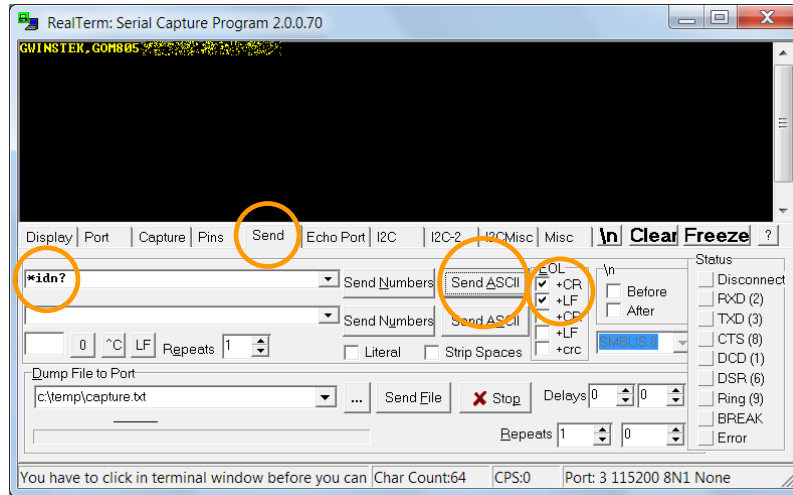 RealTerm: Serial Capture Program 2.0.0.70
GWINSTEK,GOM805
Display Port Capture Pins Send Echo Port I2C I2C-2 I2CMisc Misc \n Clear Freeze ?
*idn? Send Numbers Send ASCII
EOL
+CR
+LF
\n
Before
After
Send Numbers Send ASCII
+CR
+LF
+crc
SMBUS 8
0 ^C LF Repeats 1 Literal Strip Spaces
Status
Disconnect
RXD (2)
TXD (3)
CTS (8)
DCD (1)
DSR (6)
Ring (9)
BREAK
Error
Dump File to Port
c:\temp\capture.txt ... Send File Stop Delays 0 0
Repeats 1 0
You have to click in terminal window before you can Char Count:64 CPS:0 Port: 3 115200 8N1 None